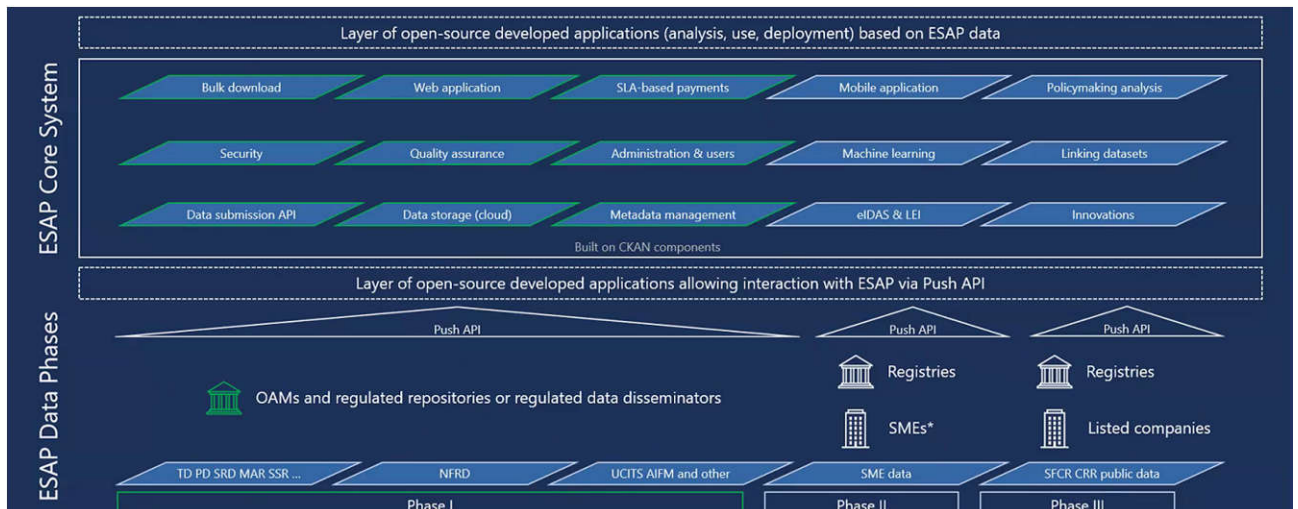 Layer of open-source developed applications (analysis, use, deployment) based on ESAP data
ESAP Core System
Bulk download
Web application
SLA-based payments
Mobile application
Policymaking analysis
Security
Quality assurance
Administration & users
Machine learning
Linking datasets
Data submission API
Data storage (cloud)
Metadata management
eIDAS & LEI
Innovations
Built on CKAN components
Layer of open-source developed applications allowing interaction with ESAP via Push API
ESAP Data Phases
Push API
Push API
Push API
Registries
Registries
OAMs and regulated repositories or regulated data disseminators
SMEs*
Listed companies
TD PD SRD MAR SSR ...
NFRD
UCITS AIFM and other
SME data
SFCR CRR public data
Phase I
Phase II
Phase III